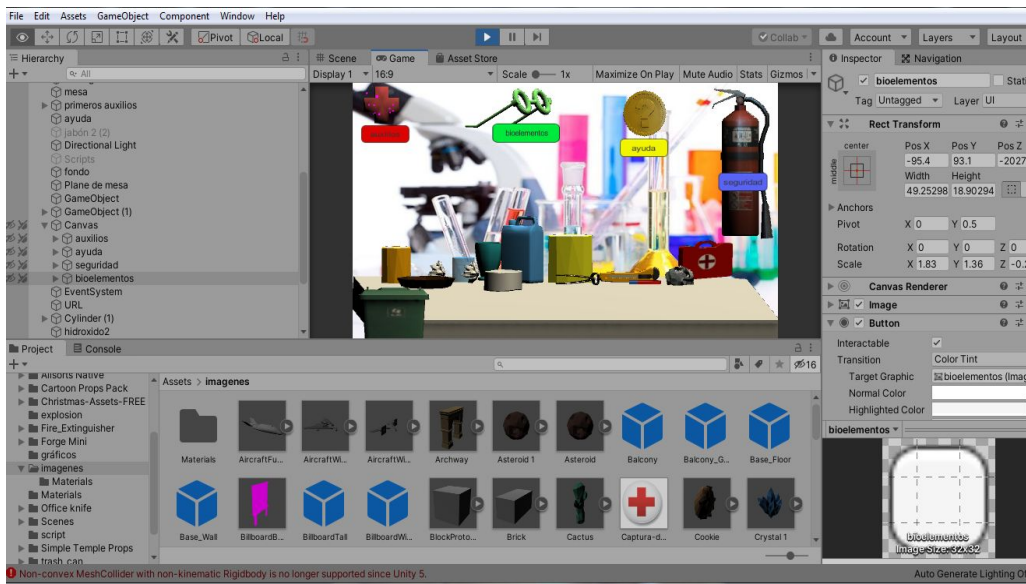 File Edit Assets GameObject Component Window Help
Pivot Local Collab Account Layers Layout
Hierarchy
All
mesa
primeros auxilios
ayuda
jabón 2 (2)
Directional Light
Scripts
fondo
Plane de mesa
GameObject
GameObject (1)
Canvas
auxilios
ayuda
seguridad
bioelementos
EventSystem
URL
Cylinder (1)
hidroxido2
Scene Game Asset Store
Display 1 16:9 Scale 1x Maximize On Play Mute Audio Stats Gizmos
auxilios
bioelementos
ayuda
seguridad
Inspector Navigation
bioelementos
Tag Untagged Layer UI
Rect Transform
center
middle
Pos X Pos Y Pos Z
-95.4 93.1 -2027
Width Height
49.25298 18.90294
Anchors
Pivot X 0 Y 0.5
Rotation X 0 Y 0 Z 0
Scale X 1.83 Y 1.36
Canvas Renderer
Image
Button
Interactable
Transition Color Tint
Target Graphic bioelementos
Normal Color
Highlighted Color
bioelementos
bioelementos
Image Size: 32x32
Project Console
16
Allsorts Native
Cartoon Props Pack
Christmas-Assets-FREE
explosion
Fire_Extinguisher
Forge Mini
gráficos
imagenes
Materials
Materials
Office knife
Scenes
script
Simple Temple Props
trash can
Assets > imagenes
Materials AircraftFu... AircraftWi... AircraftWi... Archway Asteroid 1 Asteroid Balcony Balcony_G... Base_Floor
Base_Wall BillboardB... BillboardTall BillboardWi... BlockProto... Brick Cactus Captura-d... Cookie Crystal 1
Non-convex MeshCollider with non-kinematic Rigidbody is no longer supported since Unity 5.
Auto Generate Lighting